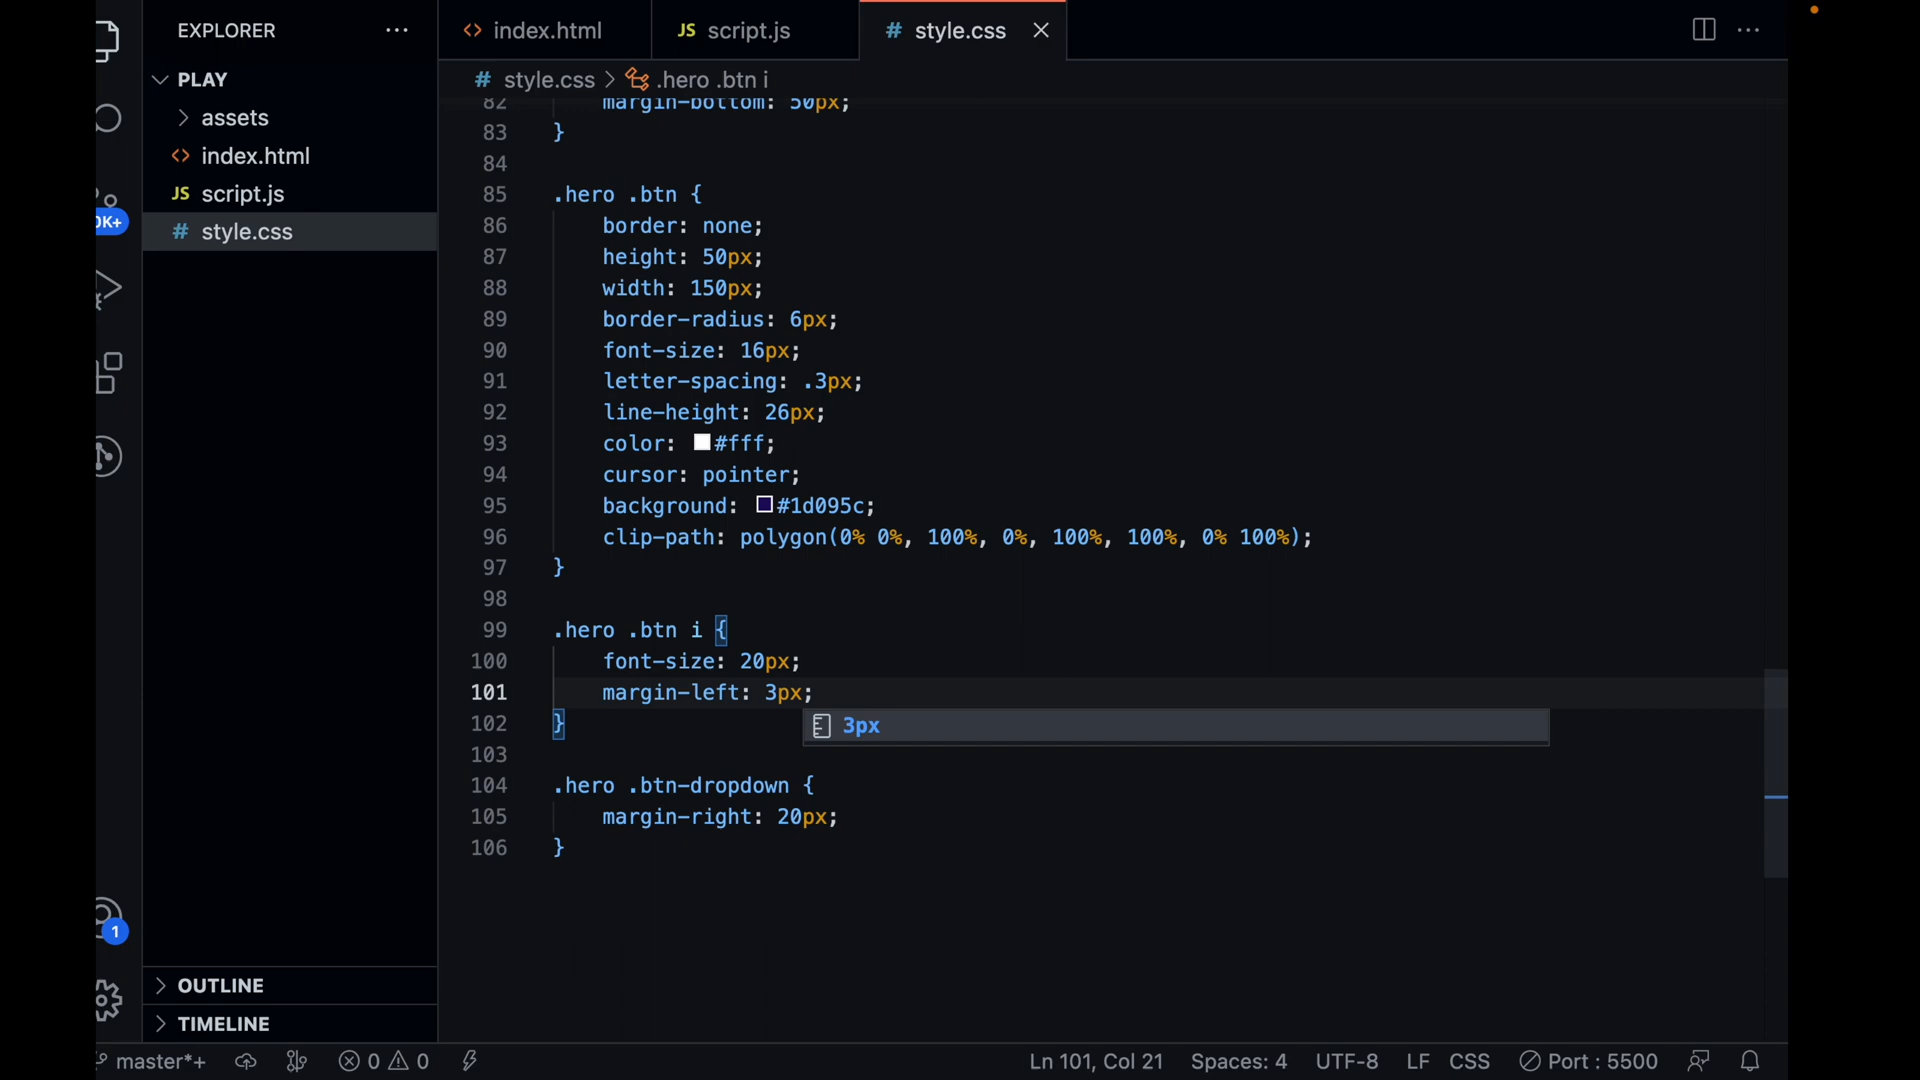 EXPLORER
index.html
JS script.js
# style.css
PLAY
# style.css > .hero .btn i
assets
82 margin-bottom: 50px;
index.html
83 }
84
JS script.js
85 .hero .btn {
0K+
# style.css
86 border: none;
87 height: 50px;
88 width: 150px;
89 border-radius: 6px;
90 font-size: 16px;
91 letter-spacing: .3px;
92 line-height: 26px;
93 color: #fff;
94 cursor: pointer;
95 background: #1d095c;
96 clip-path: polygon(0% 0%, 100%, 0%, 100%, 100%, 0% 100%);
97 }
98
99 .hero .btn i {
100 font-size: 20px;
101 margin-left: 3px;
102 }
3px
103
104 .hero .btn-dropdown {
105 margin-right: 20px;
106 }
1
OUTLINE
TIMELINE
master*+ 0 0 Ln 101, Col 21 Spaces: 4 UTF-8 LF CSS Port : 5500